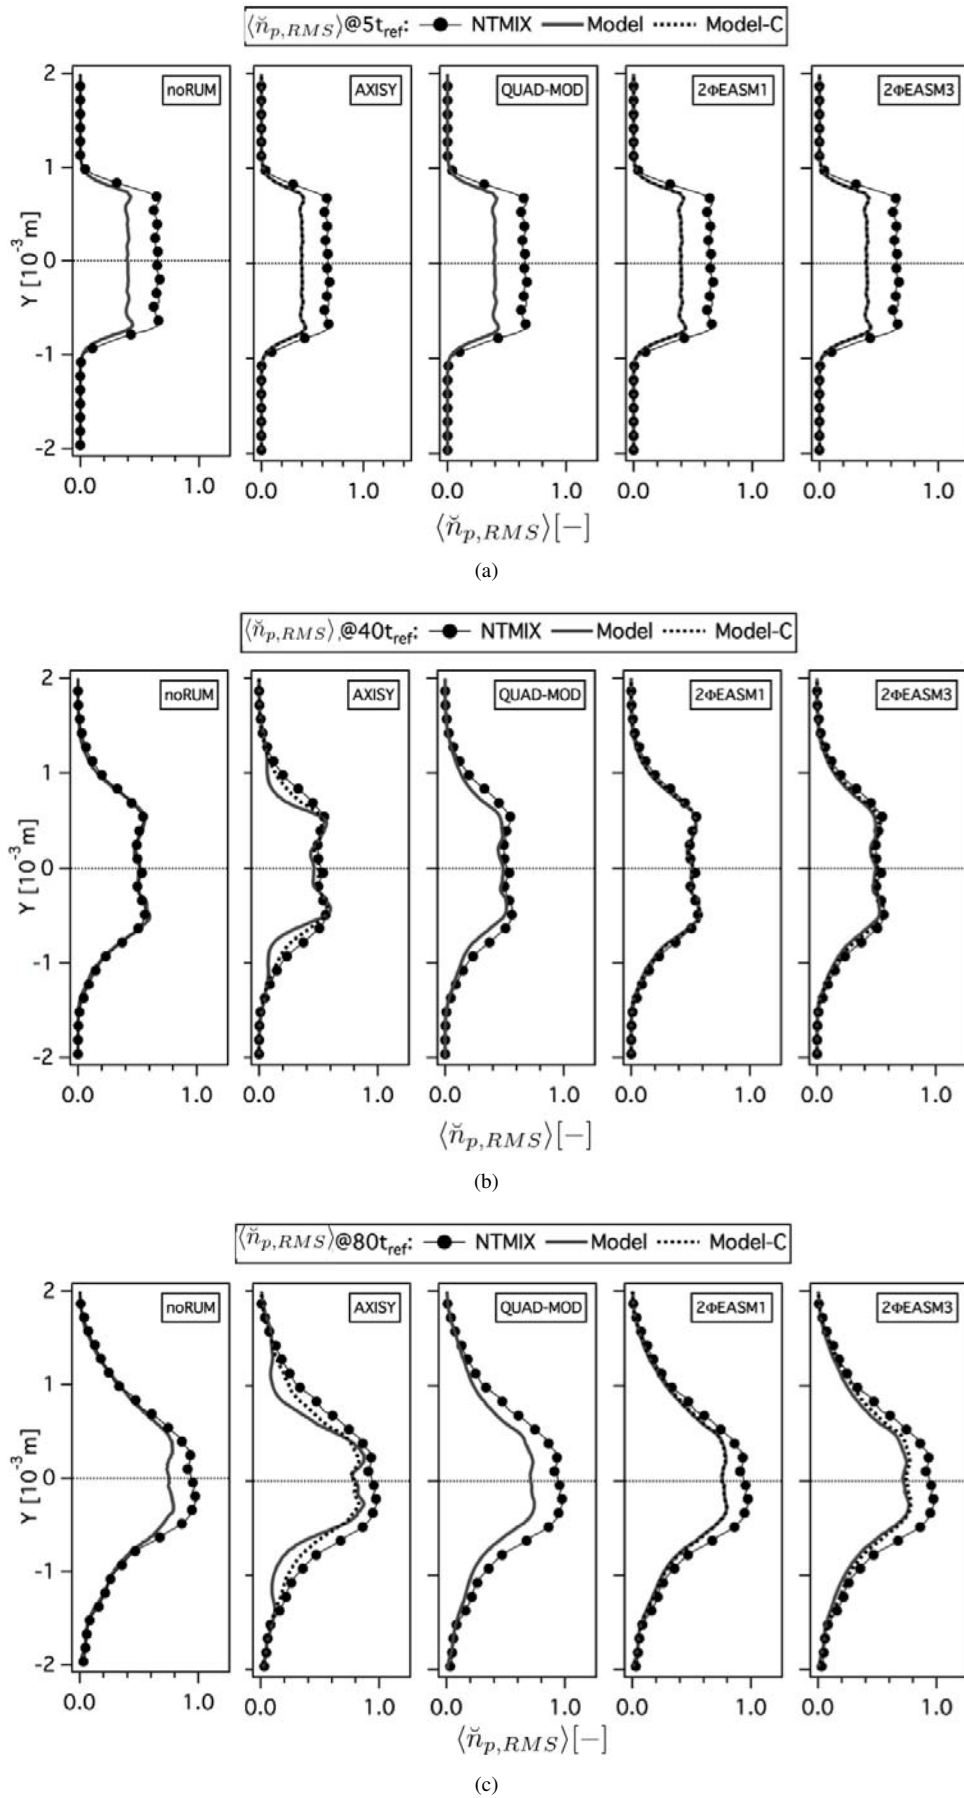 ⟨n̆p,RMS⟩@5tref: NTMIX Model Model-C
noRUM AXISY QUAD-MOD 2ΦEASM1 2ΦEASM3
2
1
0
-1
-2
Y [10-3m]
0.0 1.0 0.0 1.0 0.0 1.0 0.0 1.0 0.0 1.0
⟨n̆p,RMS⟩[−]
(a)
⟨n̆p,RMS⟩,@40tref: NTMIX Model Model-C
noRUM AXISY QUAD-MOD 2ΦEASM1 2ΦEASM3
2
1
0
-1
-2
Y [10-3m]
0.0 1.0 0.0 1.0 0.0 1.0 0.0 1.0 0.0 1.0
⟨n̆p,RMS⟩[−]
(b)
⟨n̆p,RMS⟩@80tref: NTMIX Model Model-C
noRUM AXISY QUAD-MOD 2ΦEASM1 2ΦEASM3
2
1
0
-1
-2
Y [10-3m]
0.0 1.0 0.0 1.0 0.0 1.0 0.0 1.0 0.0 1.0
⟨n̆p,RMS⟩[−]
(c)